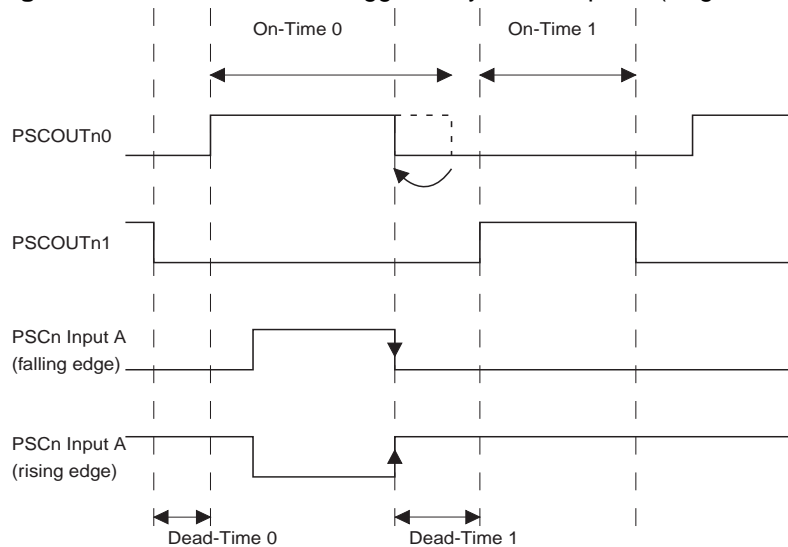 On-Time 0
On-Time 1
PSCOUTn0
PSCOUTn1
PSCn Input A
(falling edge)
PSCn Input A
(rising edge)
Dead-Time 0
Dead-Time 1